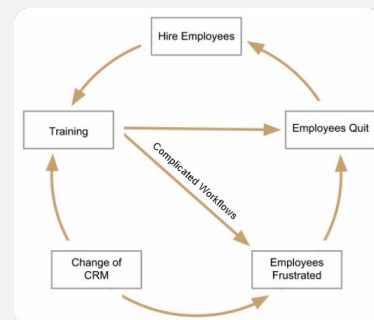 Hire Employees
Training
Employees Quit
Complicated Workflows
Change of
CRM
Employees
Frustrated